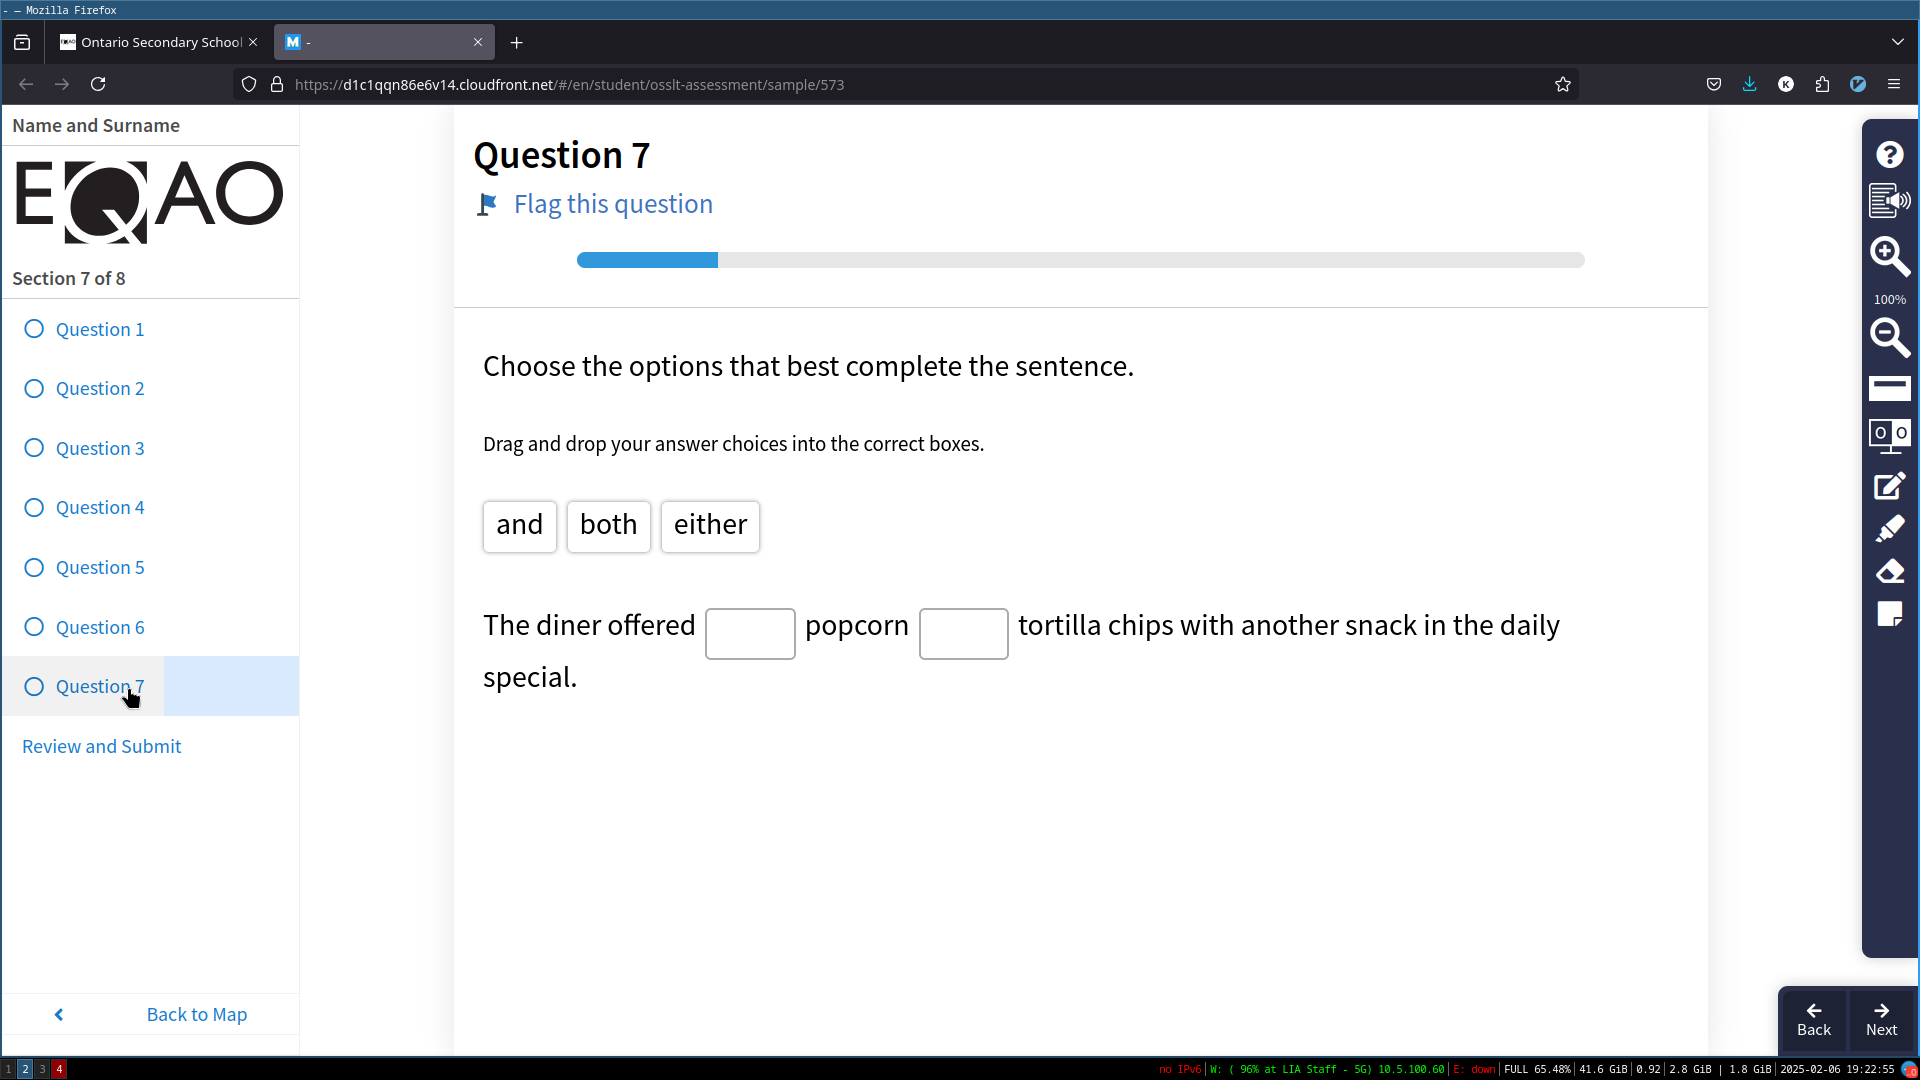 - — Mozilla Firefox
Ontario Secondary School
M -
https://d1c1qqn86e6v14.cloudfront.net/#/en/student/osslt-assessment/sample/573
K
Name and Surname
EQAO
Section 7 of 8
Question 1
Question 2
Question 3
Question 4
Question 5
Question 6
Question 7
Review and Submit
Back to Map
Question 7
Flag this question
Choose the options that best complete the sentence.
Drag and drop your answer choices into the correct boxes.
and both either
The diner offered popcorn tortilla chips with another snack in the daily
special.
100%
Back
Next
1 2 3 4
no IPv6 | W: ( 96% at LIA Staff - 5G) 10.5.100.60 | E: down | FULL 65.48% | 41.6 GiB | 0.92 | 2.8 GiB | 1.8 GiB | 2025-02-06 19:22:55